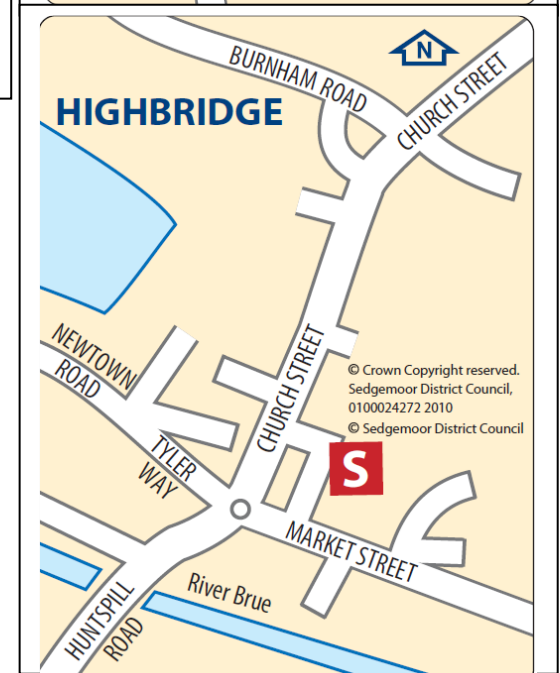 N
BURNHAM ROAD
CHURCH STREET
HIGHBRIDGE
NEWTOWN
ROAD
CHURCH STREET
© Crown Copyright reserved.
Sedgemoor District Council,
0100024272 2010
© Sedgemoor District Council
TYLER
WAY
S
MARKET STREET
River Brue
HUNTSPILL
ROAD